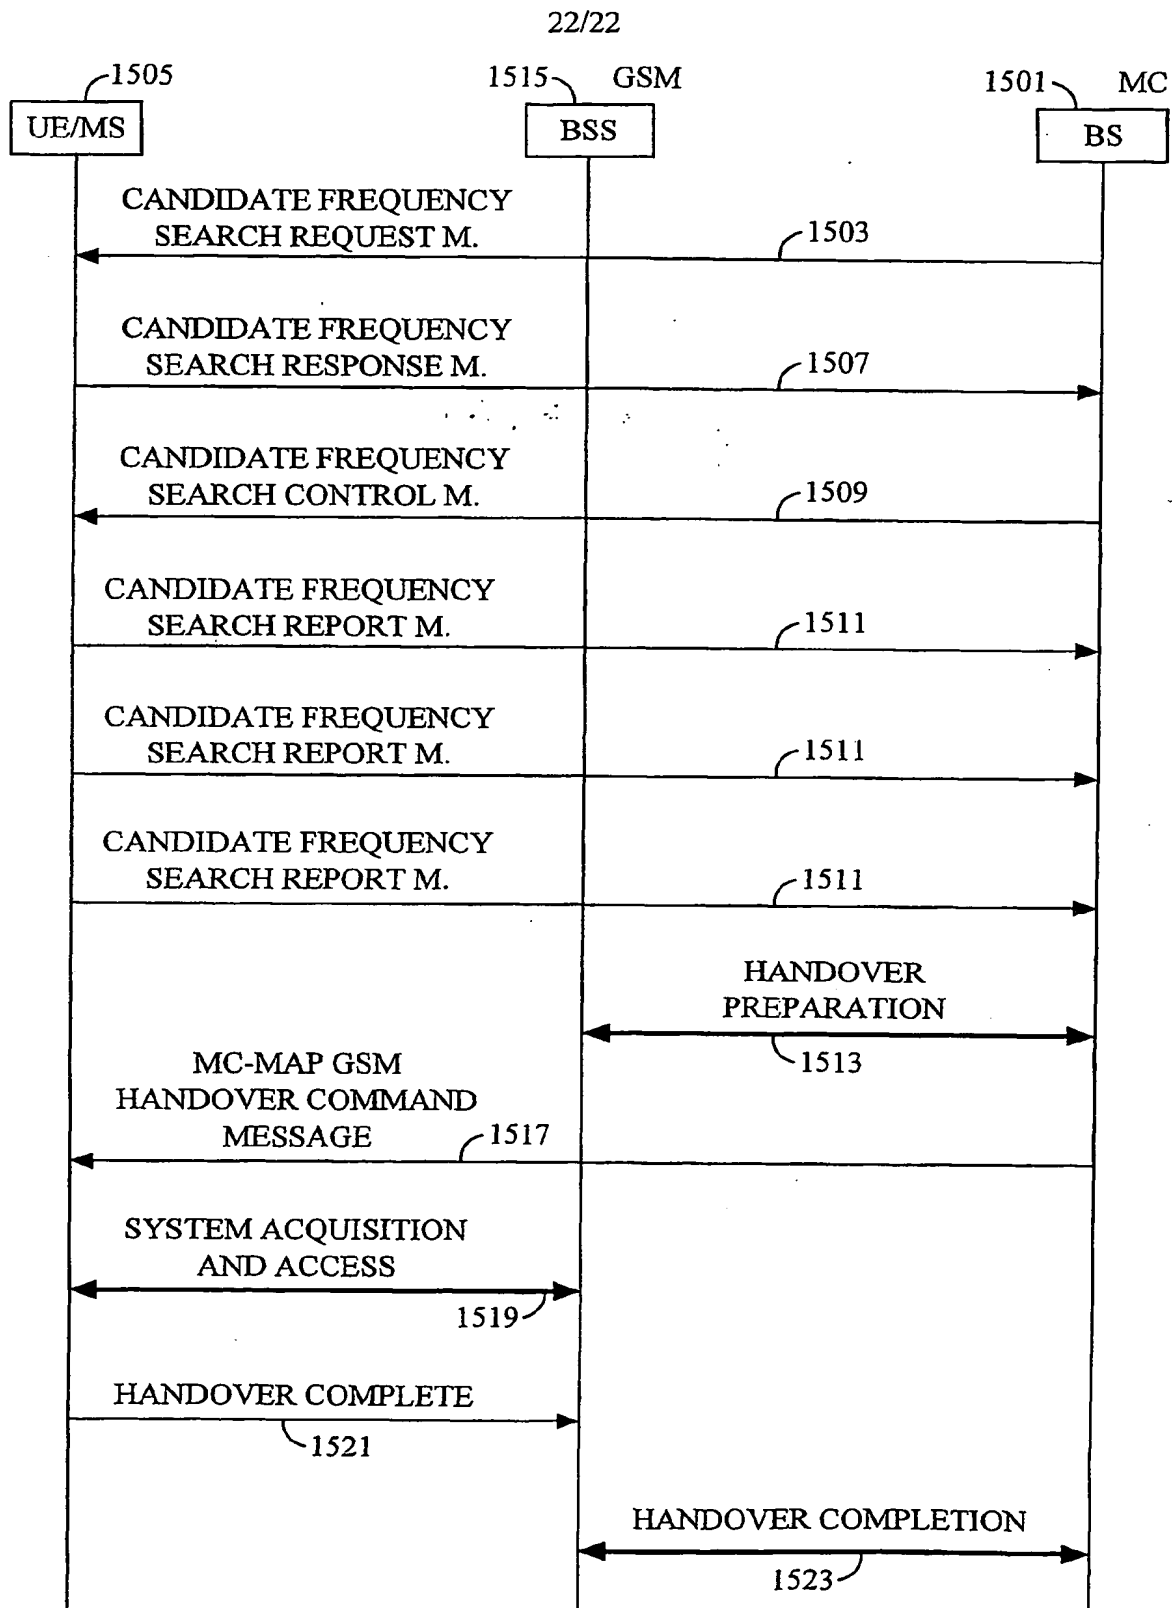 22/22
1505
1515 GSM
1501 MC
UE/MS
BSS
BS
CANDIDATE FREQUENCY
SEARCH REQUEST M.
1503
CANDIDATE FREQUENCY
SEARCH RESPONSE M.
1507
CANDIDATE FREQUENCY
SEARCH CONTROL M.
1509
CANDIDATE FREQUENCY
SEARCH REPORT M.
1511
CANDIDATE FREQUENCY
SEARCH REPORT M.
1511
CANDIDATE FREQUENCY
SEARCH REPORT M.
1511
HANDOVER
PREPARATION
1513
MC-MAP GSM
HANDOVER COMMAND
MESSAGE
1517
SYSTEM ACQUISITION
AND ACCESS
1519
HANDOVER COMPLETE
1521
HANDOVER COMPLETION
1523